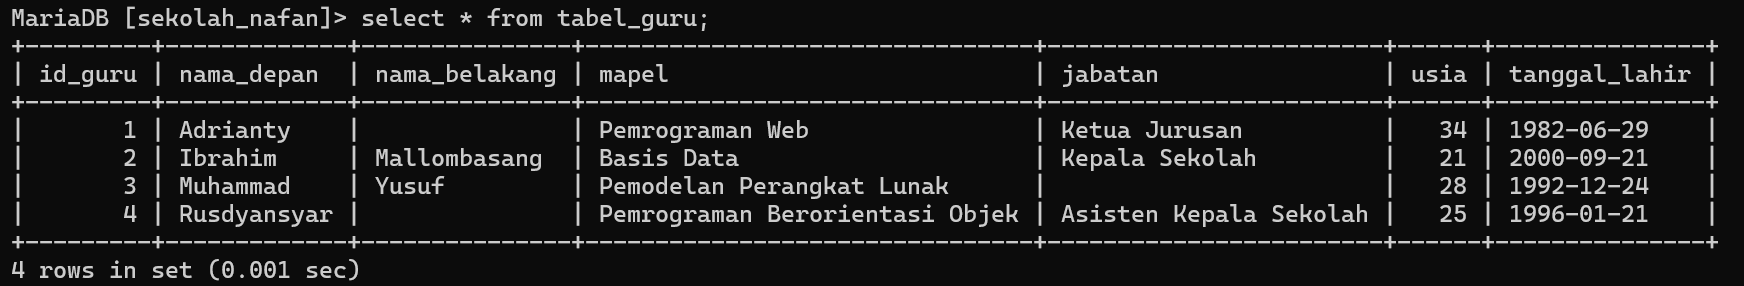 MariaDB [sekolah_nafan]> select * from tabel_guru;
+---------+-------------+---------------+--------------------------------+------------------------+------+---------------+
| id_guru | nama_depan  | nama_belakang | mapel                          | jabatan                | usia | tanggal_lahir |
+---------+-------------+---------------+--------------------------------+------------------------+------+---------------+
|       1 | Adrianty    |               | Pemrograman Web                | Ketua Jurusan          |   34 | 1982-06-29    |
|       2 | Ibrahim     | Mallombasang  | Basis Data                     | Kepala Sekolah         |   21 | 2000-09-21    |
|       3 | Muhammad    | Yusuf         | Pemodelan Perangkat Lunak      |                        |   28 | 1992-12-24    |
|       4 | Rusdyansyar |               | Pemrograman Berorientasi Objek | Asisten Kepala Sekolah |   25 | 1996-01-21    |
+---------+-------------+---------------+--------------------------------+------------------------+------+---------------+
4 rows in set (0.001 sec)